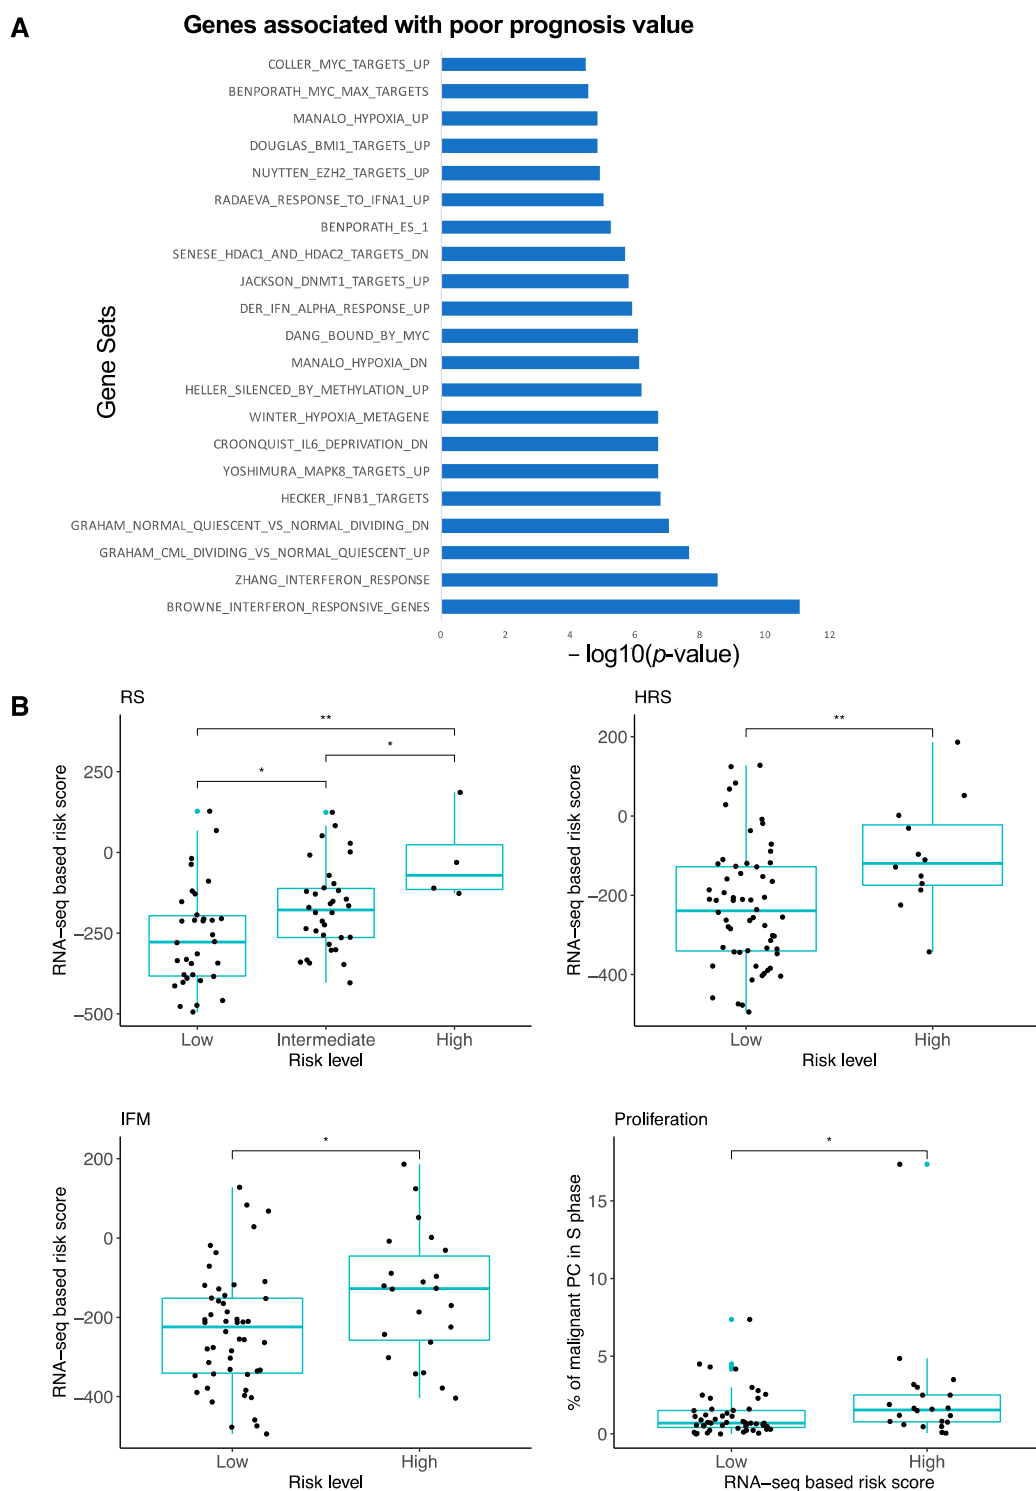 A
Genes associated with poor prognosis value
Gene Sets
COLLER_MYC_TARGETS_UP
BENPORATH_MYC_MAX_TARGETS
MANALO_HYPOXIA_UP
DOUGLAS_BMI1_TARGETS_UP
NUYTTEN_EZH2_TARGETS_UP
RADAEVA_RESPONSE_TO_IFNA1_UP
BENPORATH_ES_1
SENESE_HDAC1_AND_HDAC2_TARGETS_DN
JACKSON_DNMT1_TARGETS_UP
DER_IFN_ALPHA_RESPONSE_UP
DANG_BOUND_BY_MYC
MANALO_HYPOXIA_DN
HELLER_SILENCED_BY_METHYLATION_UP
WINTER_HYPOXIA_METAGENE
CROONQUIST_IL6_DEPRIVATION_DN
YOSHIMURA_MAPK8_TARGETS_UP
HECKER_IFNB1_TARGETS
GRAHAM_NORMAL_QUIESCENT_VS_NORMAL_DIVIDING_DN
GRAHAM_CML_DIVIDING_VS_NORMAL_QUIESCENT_UP
ZHANG_INTERFERON_RESPONSE
BROWNE_INTERFERON_RESPONSIVE_GENES
0 2 4 6 8 10 12
− log10(p-value)
B
RS
RNA−seq based risk score
250
0
−250
−500
**
*
*
Low Intermediate High
Risk level
HRS
RNA−seq based risk score
200
0
−200
−400
**
Low High
Risk level
IFM
RNA−seq based risk score
200
0
−200
−400
*
Low High
Risk level
Proliferation
% of malignant PC in S phase
15
10
5
0
*
Low High
RNA−seq based risk score